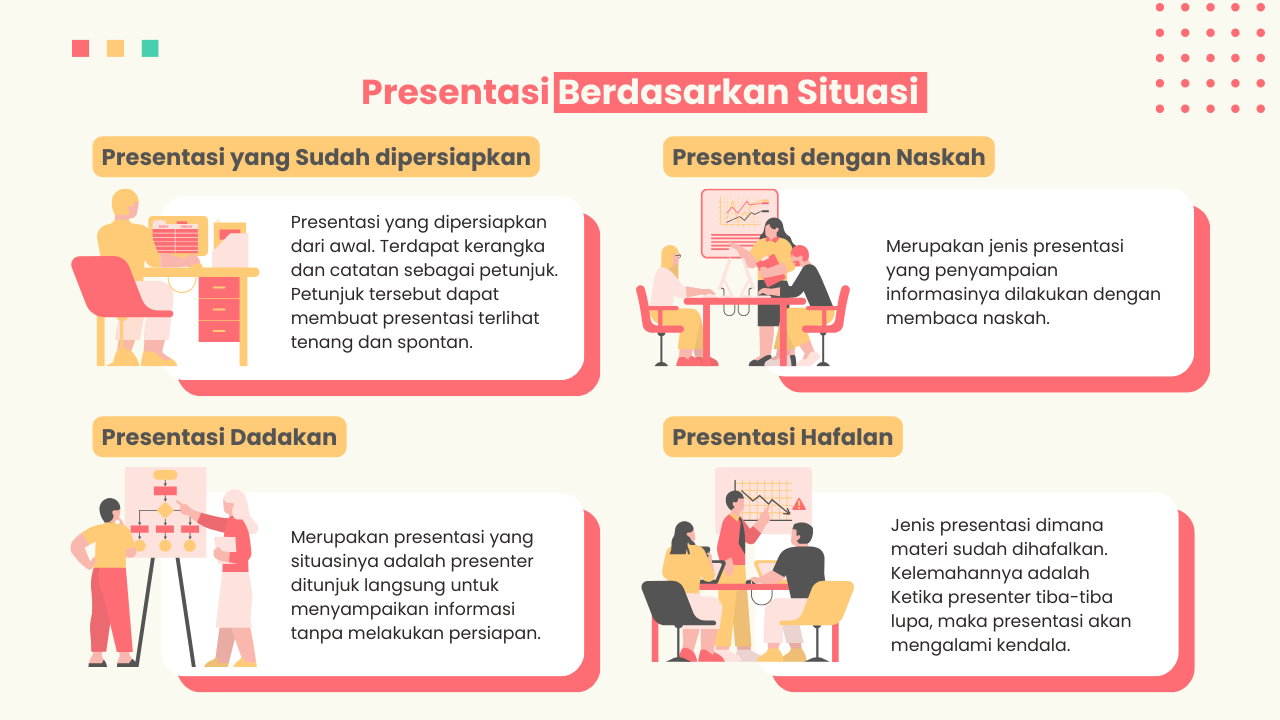 Presentasi Berdasarkan Situasi
Presentasi yang Sudah dipersiapkan
Presentasi yang dipersiapkan
dari awal. Terdapat kerangka
dan catatan sebagai petunjuk.
Petunjuk tersebut dapat
membuat presentasi terlihat
tenang dan spontan.
Presentasi dengan Naskah
Merupakan jenis presentasi
yang penyampaian
informasinya dilakukan dengan
membaca naskah.
Presentasi Dadakan
Merupakan presentasi yang
situasinya adalah presenter
ditunjuk langsung untuk
menyampaikan informasi
tanpa melakukan persiapan.
Presentasi Hafalan
Jenis presentasi dimana
materi sudah dihafalkan.
Kelemahannya adalah
Ketika presenter tiba-tiba
lupa, maka presentasi akan
mengalami kendala.